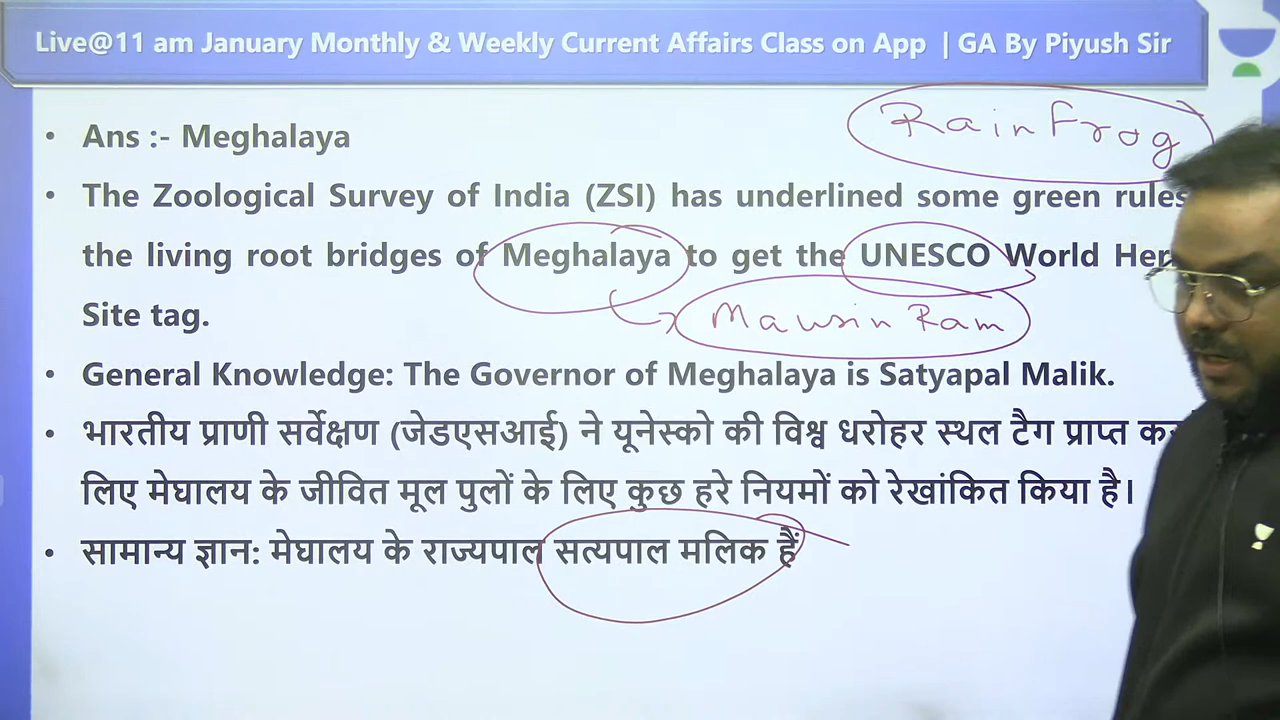 Live@11 am January Monthly & Weekly Current Affairs Class on App | GA By Piyush Sir
Rain Frog
• Ans :- Meghalaya
• The Zoological Survey of India (ZSI) has underlined some green rules
the living root bridges of Meghalaya to get the UNESCO World Her
Site tag.
Mawsin Ram
• General Knowledge: The Governor of Meghalaya is Satyapal Malik.
• भारतीय प्राणी सर्वेक्षण (जेडएसआई) ने यूनेस्को की विश्व धरोहर स्थल टैग प्राप्त
लिए मेघालय के जीवित मूल पुलों के लिए कुछ हरे नियमों को रेखांकित किया है।
• सामान्य ज्ञान: मेघालय के राज्यपाल सत्यपाल मलिक हैं